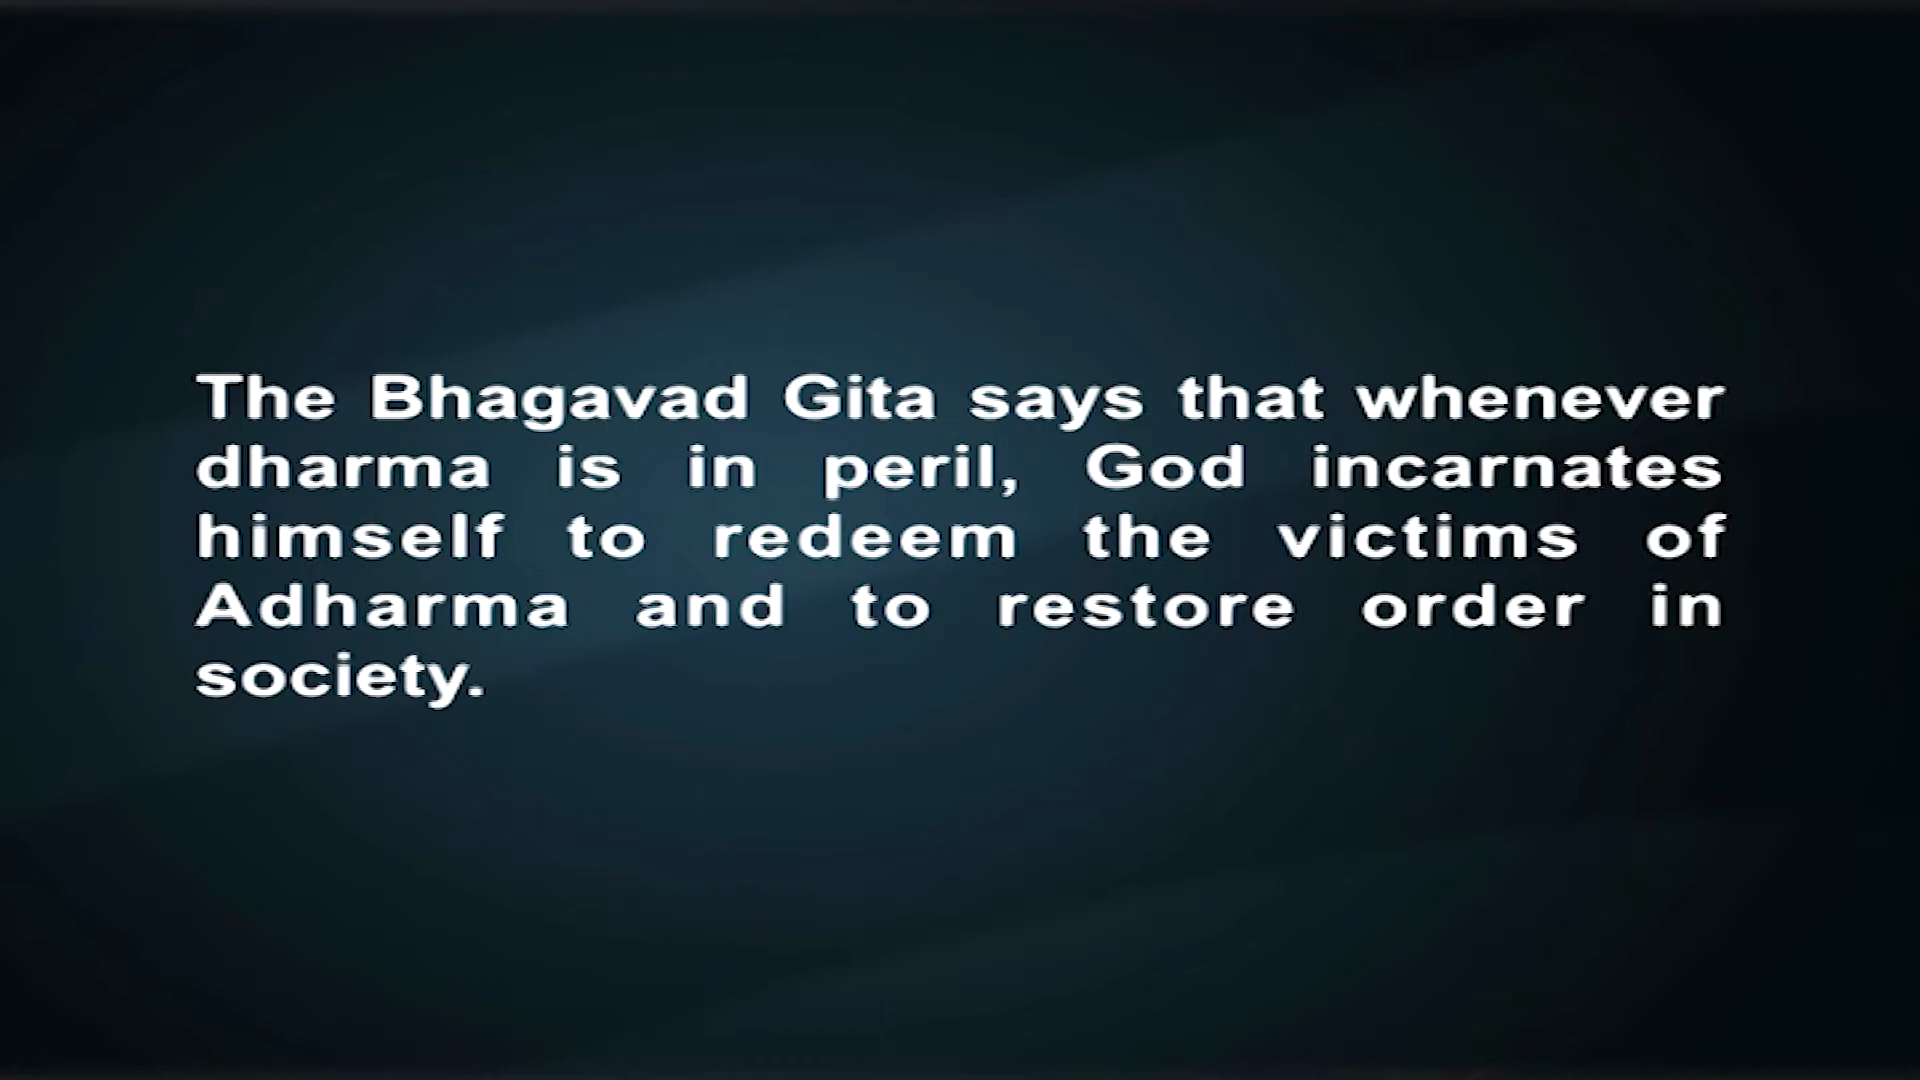 The Bhagavad Gita says that whenever
dharma is in peril, God incarnates
himself to redeem the victims of
Adharma and to restore order in
society.